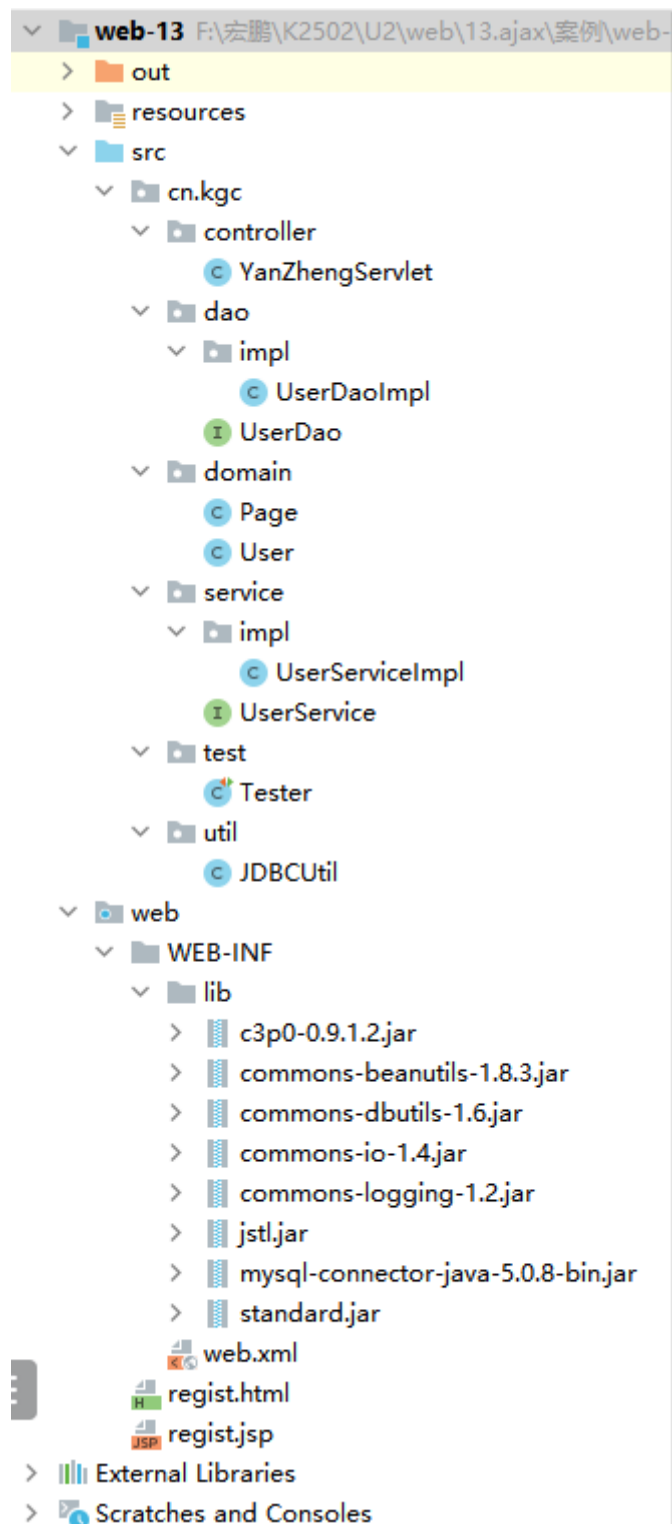 web-13 F:\宏鹏\K2502\U2\web\13.ajax\案例\web-
out
resources
src
cn.kgc
controller
C YanZhengServlet
dao
impl
C UserDaoImpl
I UserDao
domain
C Page
C User
service
impl
C UserServiceImpl
I UserService
test
C Tester
util
C JDBCUtil
web
WEB-INF
lib
c3p0-0.9.1.2.jar
commons-beanutils-1.8.3.jar
commons-dbutils-1.6.jar
commons-io-1.4.jar
commons-logging-1.2.jar
jstl.jar
mysql-connector-java-5.0.8-bin.jar
standard.jar
web.xml
H regist.html
JSP regist.jsp
External Libraries
Scratches and Consoles